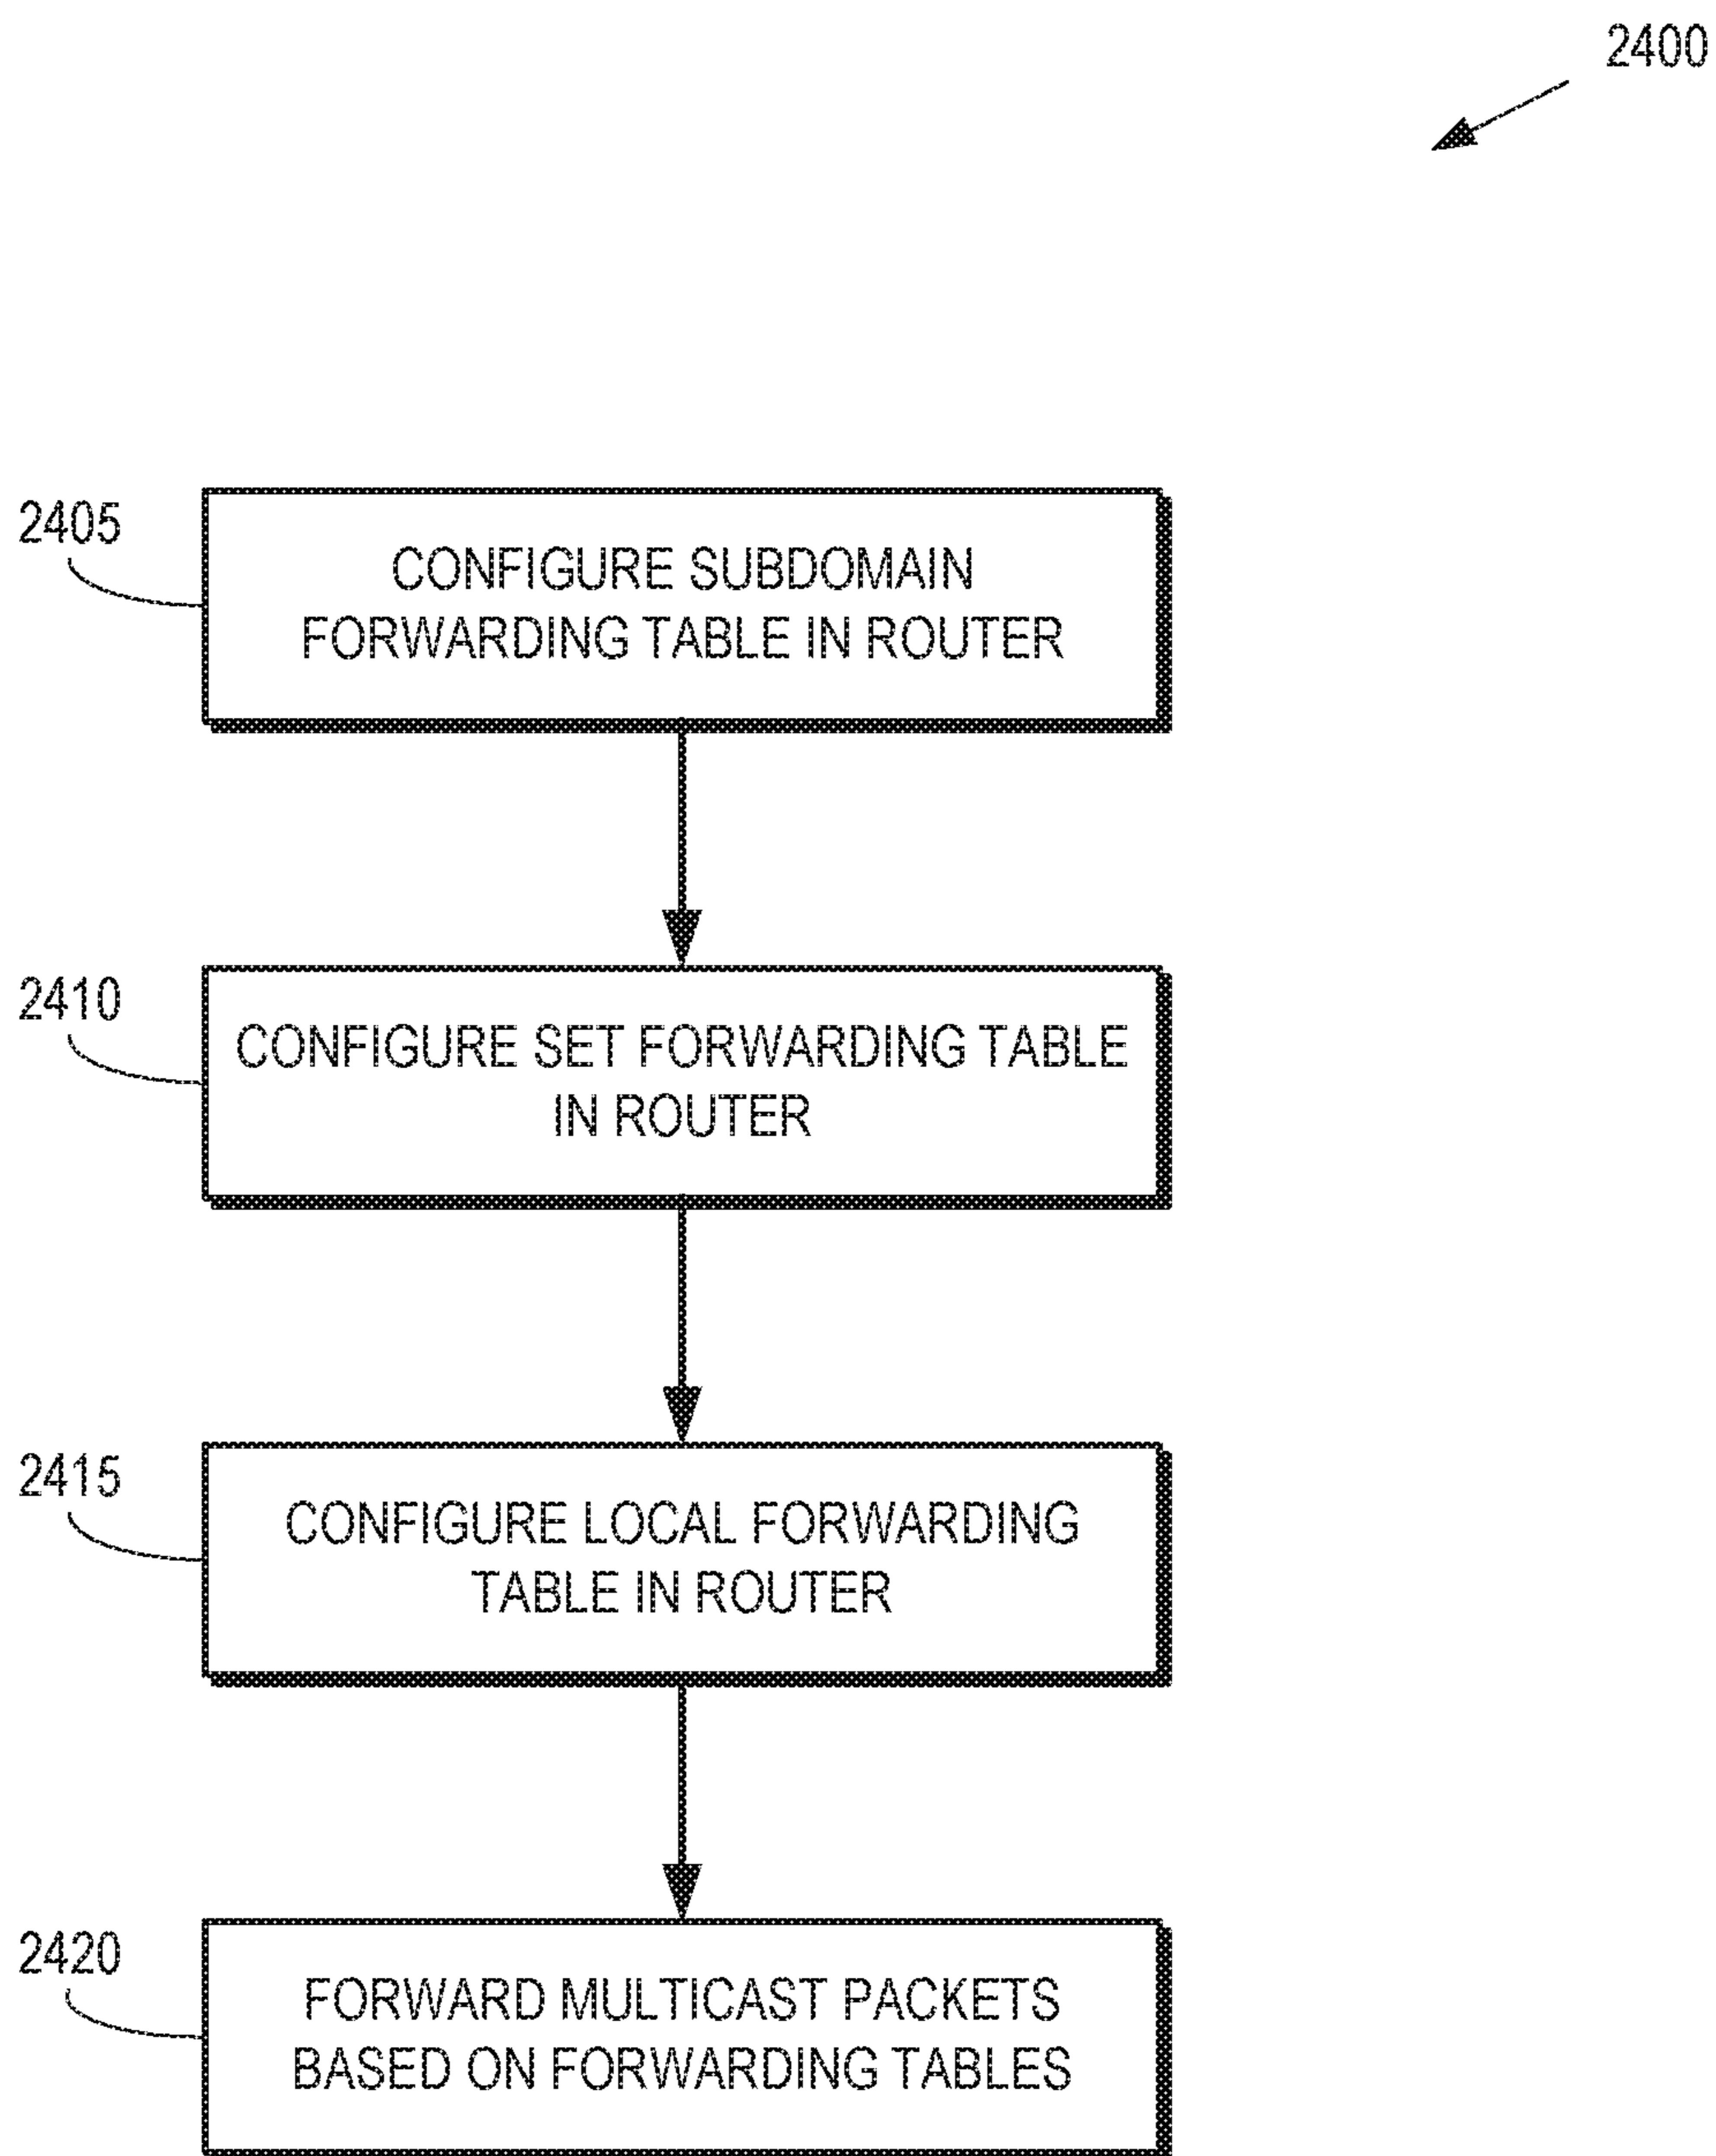 2400
2405
CONFIGURE SUBDOMAIN
FORWARDING TABLE IN ROUTER
2410
CONFIGURE SET FORWARDING TABLE
IN ROUTER
2415
CONFIGURE LOCAL FORWARDING
TABLE IN ROUTER
2420
FORWARD MULTICAST PACKETS
BASED ON FORWARDING TABLES